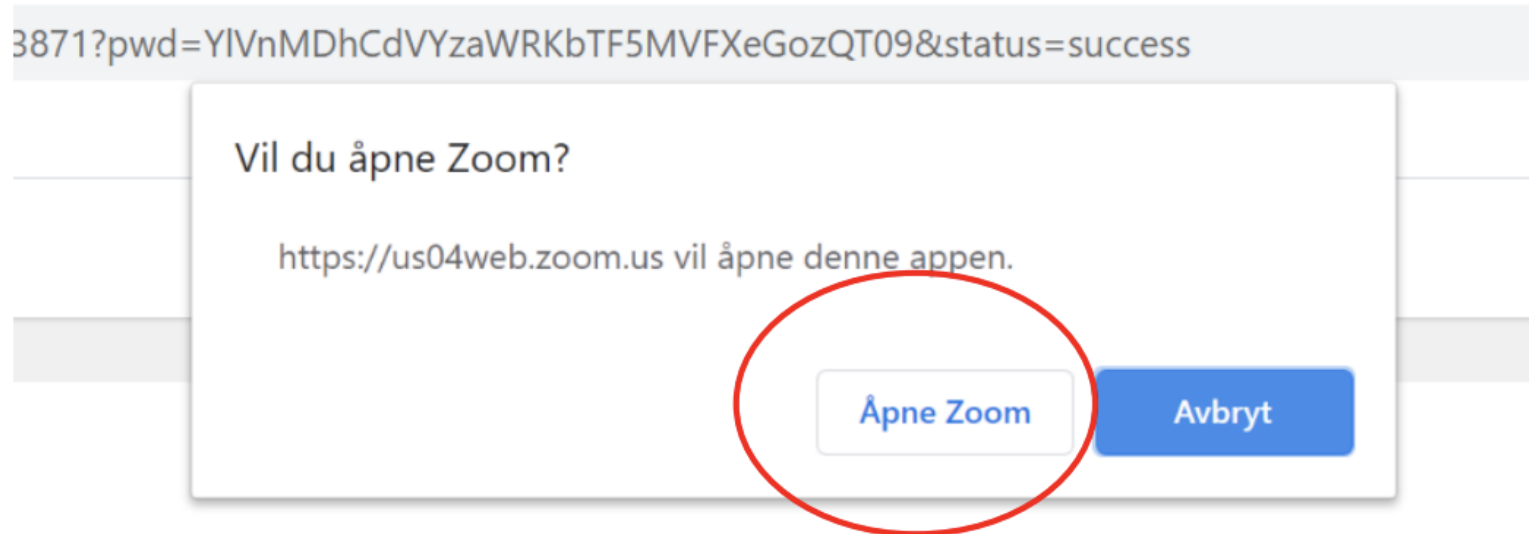 3871?pwd=YlVnMDhCdVYzaWRKbTF5MVFXeGozQT09&status=success
Vil du åpne Zoom?
https://us04web.zoom.us vil åpne denne appen.
Åpne Zoom
Avbryt